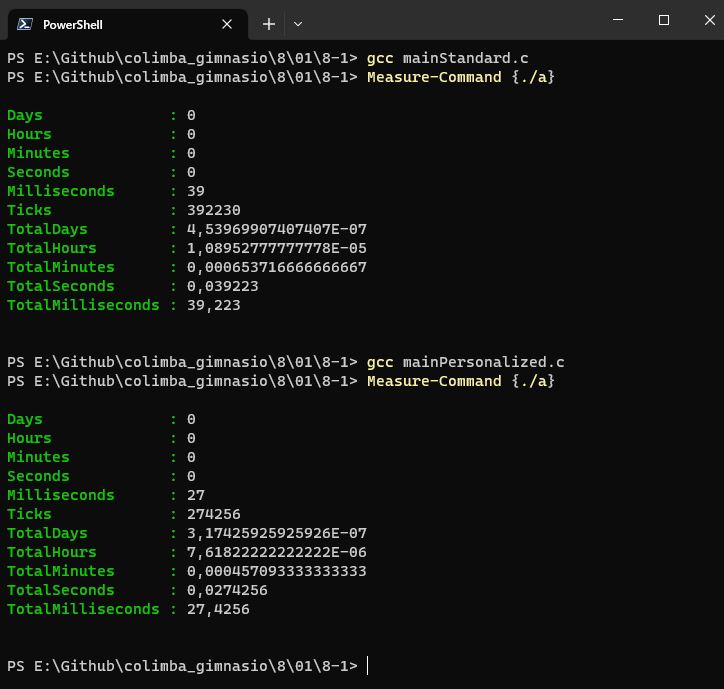 PowerShell
PS E:\Github\colimba_gimnasio\8\01\8-1> gcc mainStandard.c
PS E:\Github\colimba_gimnasio\8\01\8-1> Measure-Command {./a}
Days : 0
Hours : 0
Minutes : 0
Seconds : 0
Milliseconds : 39
Ticks : 392230
TotalDays : 4,53969907407407E-07
TotalHours : 1,08952777777778E-05
TotalMinutes : 0,000653716666666667
TotalSeconds : 0,039223
TotalMilliseconds : 39,223
PS E:\Github\colimba_gimnasio\8\01\8-1> gcc mainPersonalized.c
PS E:\Github\colimba_gimnasio\8\01\8-1> Measure-Command {./a}
Days : 0
Hours : 0
Minutes : 0
Seconds : 0
Milliseconds : 27
Ticks : 274256
TotalDays : 3,17425925925926E-07
TotalHours : 7,61822222222222E-06
TotalMinutes : 0,000457093333333333
TotalSeconds : 0,0274256
TotalMilliseconds : 27,4256
PS E:\Github\colimba_gimnasio\8\01\8-1>